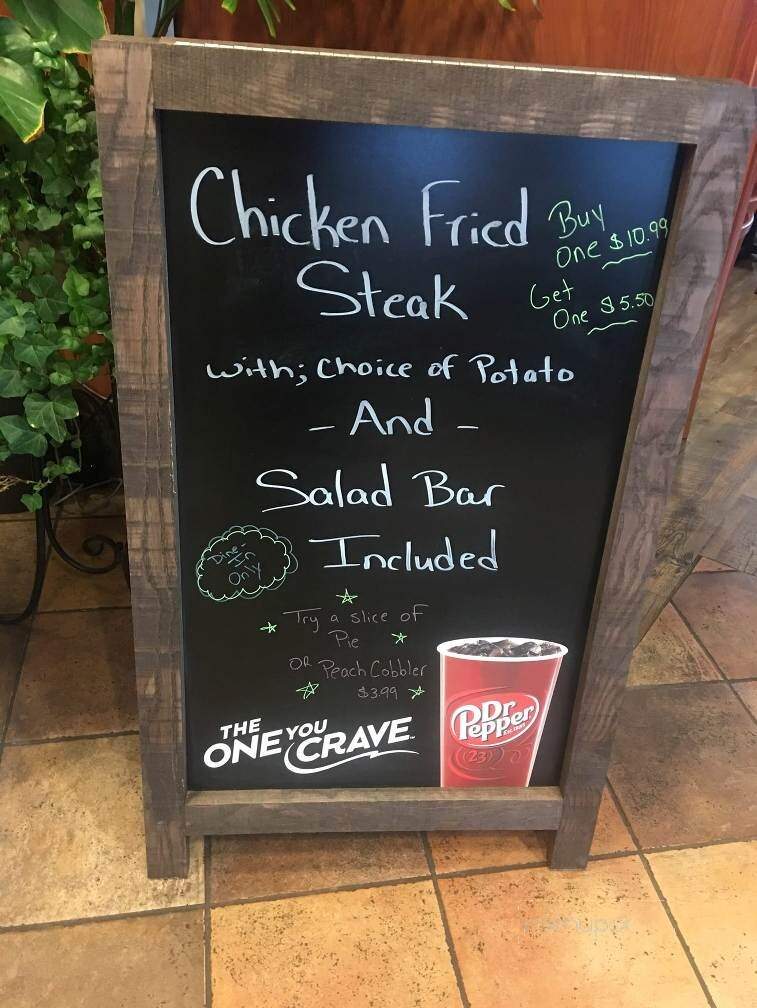 Chicken Fried
Steak
Buy
One $10.99
Get
One $5.50
with; Choice of Potato
- And -
Salad Bar
Included
Dine-
In
Only
Try a slice of
Pie
OR Peach Cobbler
$3.99
THE
ONE YOU
CRAVE
Dr
Pepper
23